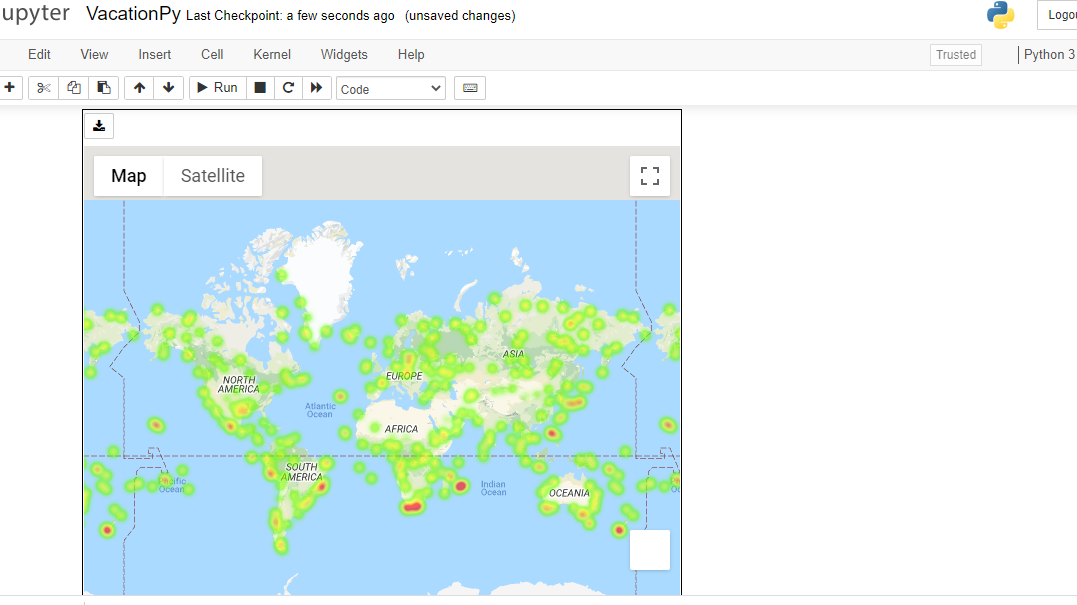 upyter VacationPy Last Checkpoint: a few seconds ago (unsaved changes)
Logo
Edit View Insert Cell Kernel Widgets Help
Trusted
Python 3
Run
Code
Map Satellite
ASIA
NORTH
AMERICA
EUROPE
Atlantic
Ocean
AFRICA
SOUTH
AMERICA
Pacific
Ocean
Indian
Ocean
OCEANIA